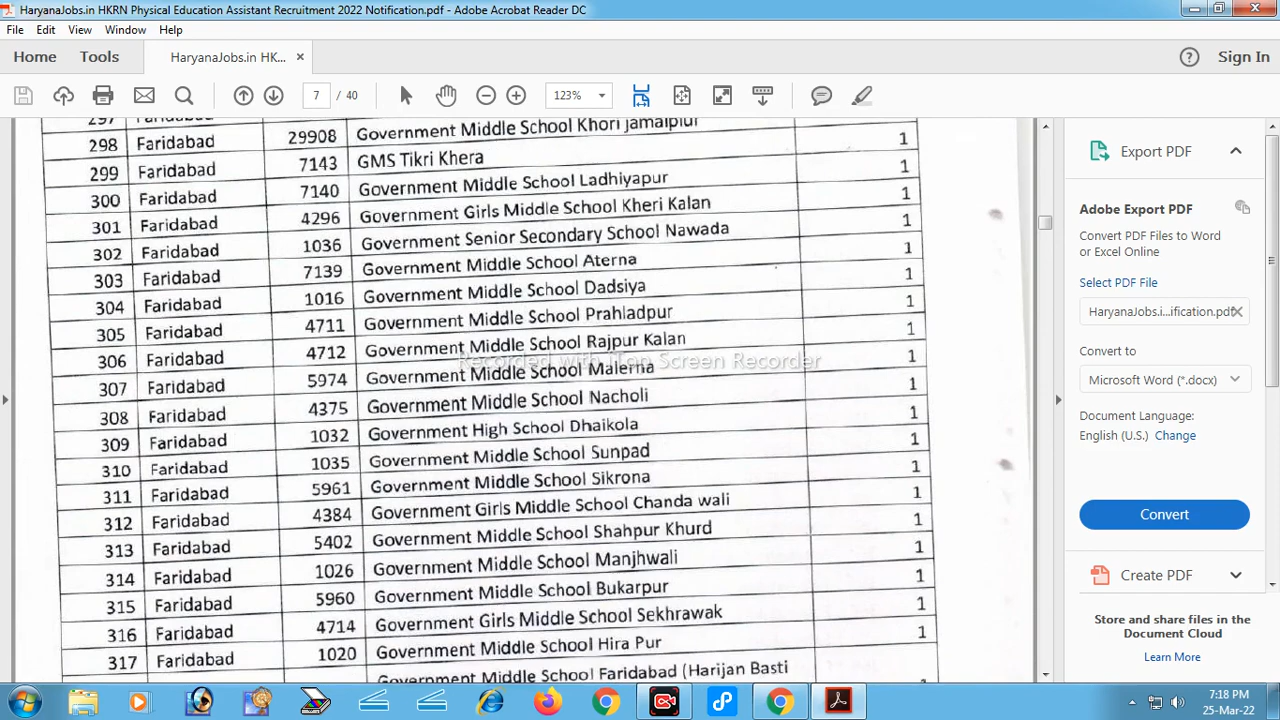 HaryanaJobs.in HKRN Physical Education Assistant Recruitment 2022 Notification.pdf - Adobe Acrobat Reader DC
File Edit View Window Help
Home Tools HaryanaJobs.in HK... × Sign In
7 / 40 123%
297 Faridabad
298 Faridabad 29908 Government Middle School Khori Jamalpur
299 Faridabad 7143 GMS Tikri Khera 1
300 Faridabad 7140 Government Middle School Ladhiyapur 1
301 Faridabad 4296 Government Girls Middle School Kheri Kalan 1
302 Faridabad 1036 Government Senior Secondary School Nawada 1
303 Faridabad 7139 Government Middle School Aterna 1
304 Faridabad 1016 Government Middle School Dadsiya 1
305 Faridabad 4711 Government Middle School Prahladpur 1
306 Faridabad 4712 Government Middle School Rajpur Kalan 1
307 Faridabad 5974 Government Middle School Malerna 1
308 Faridabad 4375 Government Middle School Nacholi 1
309 Faridabad 1032 Government High School Dhaikola 1
310 Faridabad 1035 Government Middle School Sunpad 1
311 Faridabad 5961 Government Middle School Sikrona 1
312 Faridabad 4384 Government Girls Middle School Chanda wali 1
313 Faridabad 5402 Government Middle School Shahpur Khurd 1
314 Faridabad 1026 Government Middle School Manjhwali 1
315 Faridabad 5960 Government Middle School Bukarpur 1
316 Faridabad 4714 Government Girls Middle School Sekhrawak 1
317 Faridabad 1020 Government Middle School Hira Pur 1
Government Middle School Faridabad (Harijan Basti
Recorded with iTop Screen Recorder
Export PDF
Adobe Export PDF
Convert PDF Files to Word
or Excel Online
Select PDF File
HaryanaJobs.i...ification.pdf
Convert to
Microsoft Word (*.docx)
Document Language:
English (U.S.) Change
Convert
Create PDF
Store and share files in the
Document Cloud
Learn More
7:18 PM
25-Mar-22